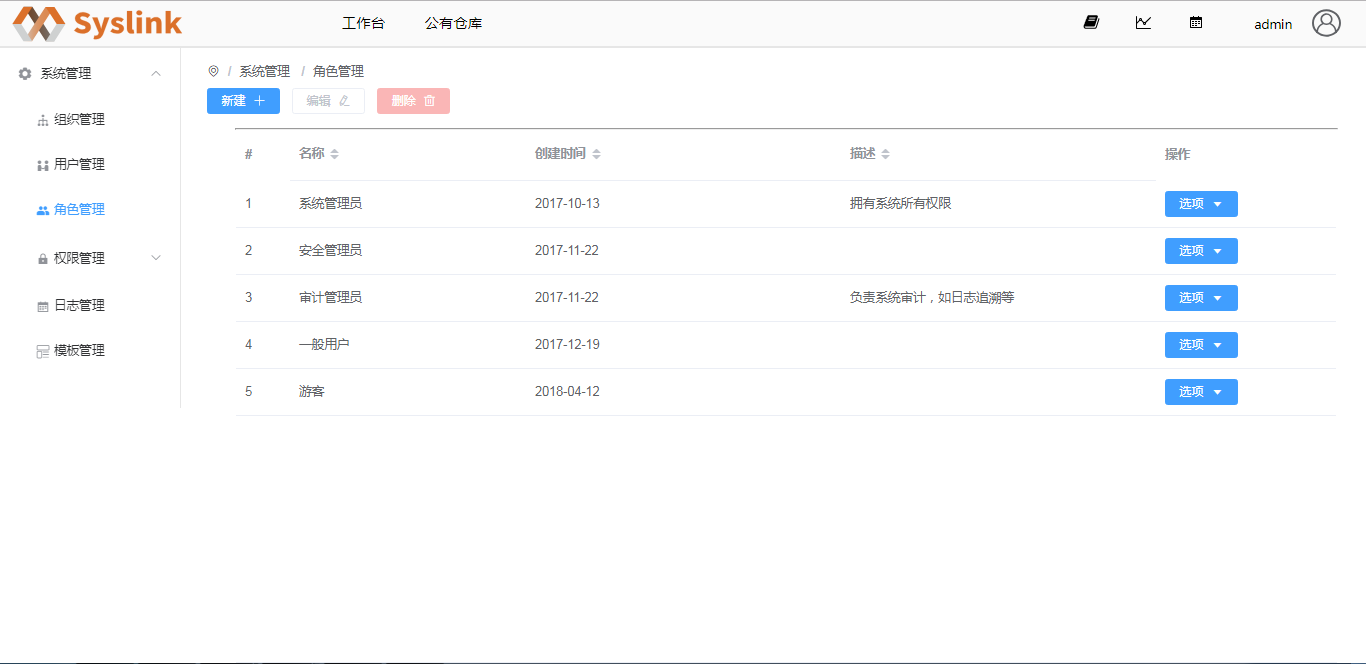 Syslink 工作台 公有仓库 admin
系统管理
组织管理
用户管理
角色管理
权限管理
日志管理
模板管理
/ 系统管理 / 角色管理
新建 编辑 删除
# 名称 创建时间 描述 操作
1 系统管理员 2017-10-13 拥有系统所有权限 选项
2 安全管理员 2017-11-22 选项
3 审计管理员 2017-11-22 负责系统审计，如日志追溯等 选项
4 一般用户 2017-12-19 选项
5 游客 2018-04-12 选项